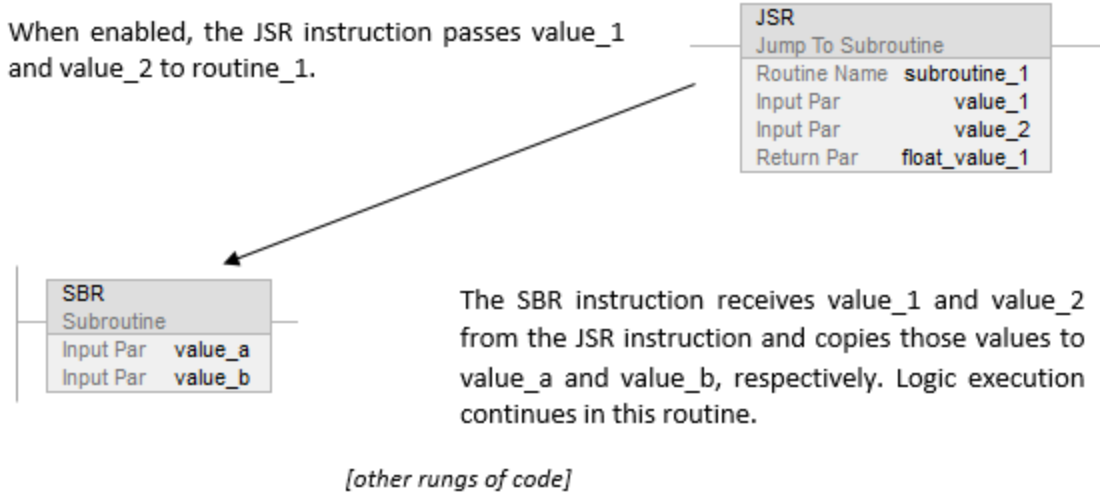 When enabled, the JSR instruction passes value_1
and value_2 to routine_1.
JSR
Jump To Subroutine
Routine Name subroutine_1
Input Par value_1
Input Par value_2
Return Par float_value_1
SBR
Subroutine
Input Par value_a
Input Par value_b
The SBR instruction receives value_1 and value_2
from the JSR instruction and copies those values to
value_a and value_b, respectively. Logic execution
continues in this routine.
[other rungs of code]